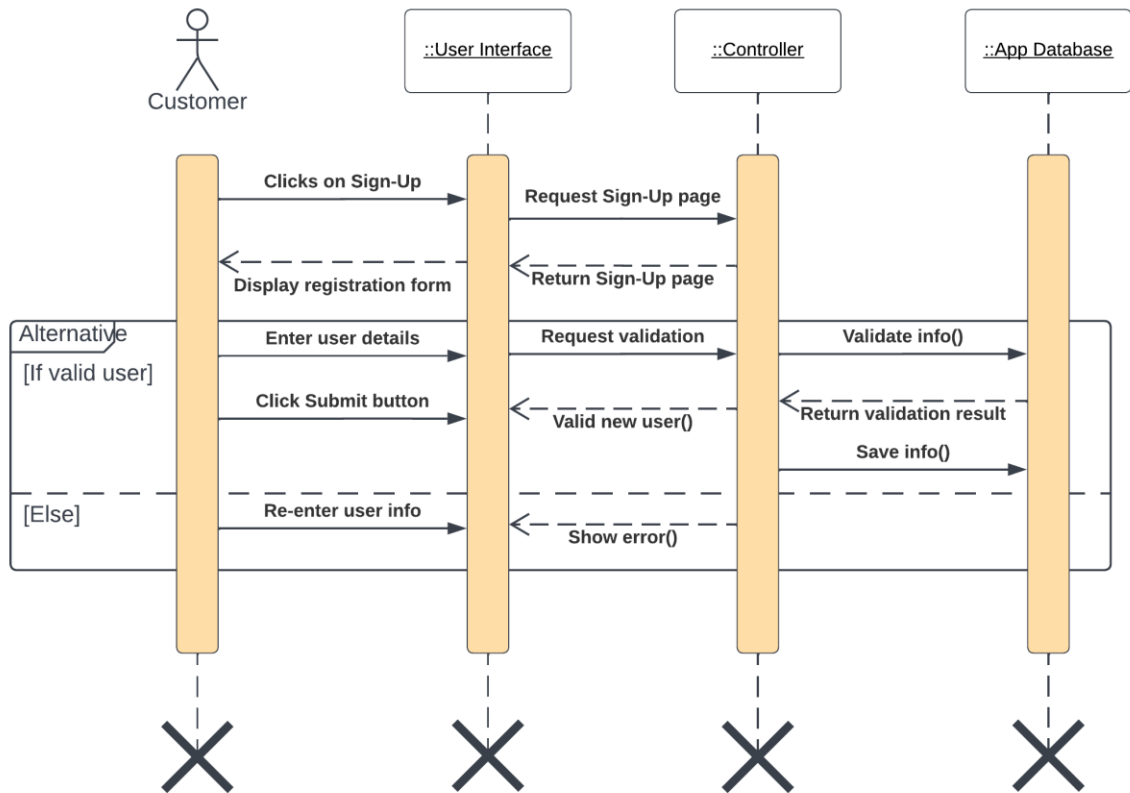 ::User Interface
::Controller
::App Database
Customer
Clicks on Sign-Up
Request Sign-Up page
Return Sign-Up page
Display registration form
Alternative
Enter user details
Request validation
Validate info()
[If valid user]
Click Submit button
Valid new user()
Return validation result
Save info()
[Else]
Re-enter user info
Show error()